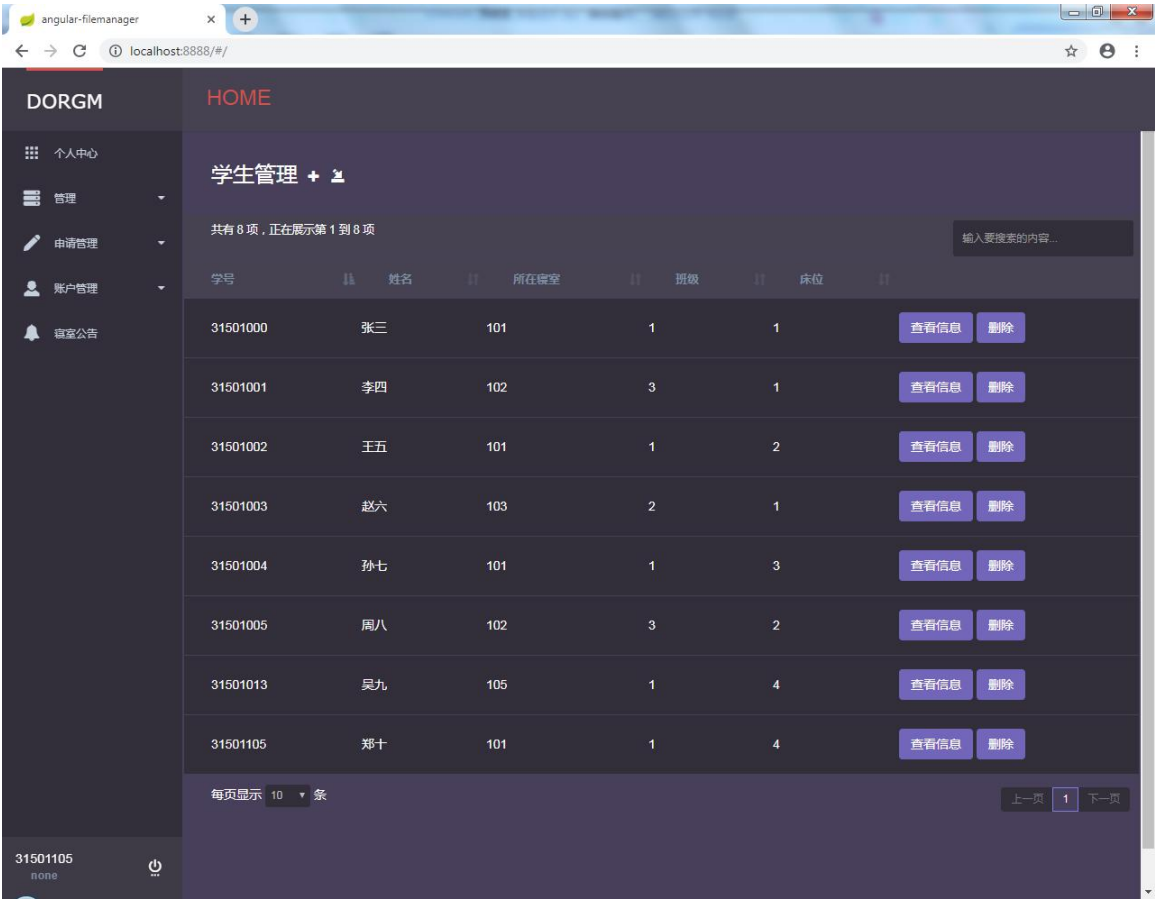 angular-filemanager
localhost:8888/#/
DORGM
HOME
个人中心
管理
申请管理
账户管理
寝室公告
学生管理
共有 8 项 , 正在展示第 1 到 8 项
输入要搜索的内容...
学号 姓名 所在寝室 班级 床位
31501000 张三 101 1 1 查看信息 删除
31501001 李四 102 3 1 查看信息 删除
31501002 王五 101 1 2 查看信息 删除
31501003 赵六 103 2 1 查看信息 删除
31501004 孙七 101 1 3 查看信息 删除
31501005 周八 102 3 2 查看信息 删除
31501013 吴九 105 1 4 查看信息 删除
31501105 郑十 101 1 4 查看信息 删除
每页显示 10 条
上一页 1 下一页
31501105
none